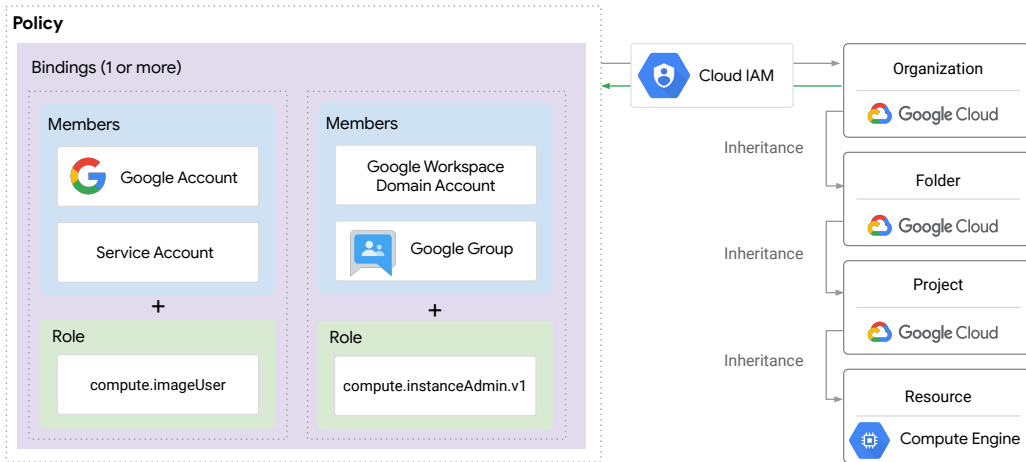 Policy
Bindings (1 or more)
Members
Google Account
Service Account
+
Role
compute.imageUser
Members
Google Workspace
Domain Account
Google Group
+
Role
compute.instanceAdmin.v1
Cloud IAM
Organization
Google Cloud
Inheritance
Folder
Google Cloud
Inheritance
Project
Google Cloud
Inheritance
Resource
Compute Engine